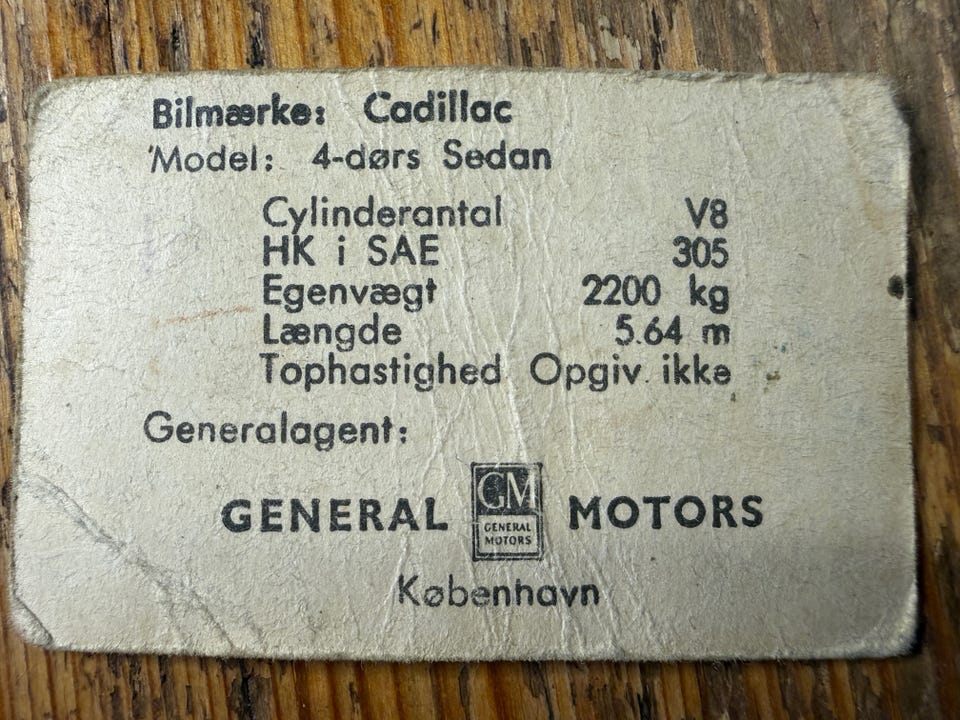 Bilmærke: Cadillac
Model: 4-dørs Sedan
Cylinderantal V8
HK i SAE 305
Egenvægt 2200 kg
Længde 5.64 m
Tophastighed Opgiv. ikke
Generalagent:
GENERAL GM MOTORS
GENERAL
MOTORS
København